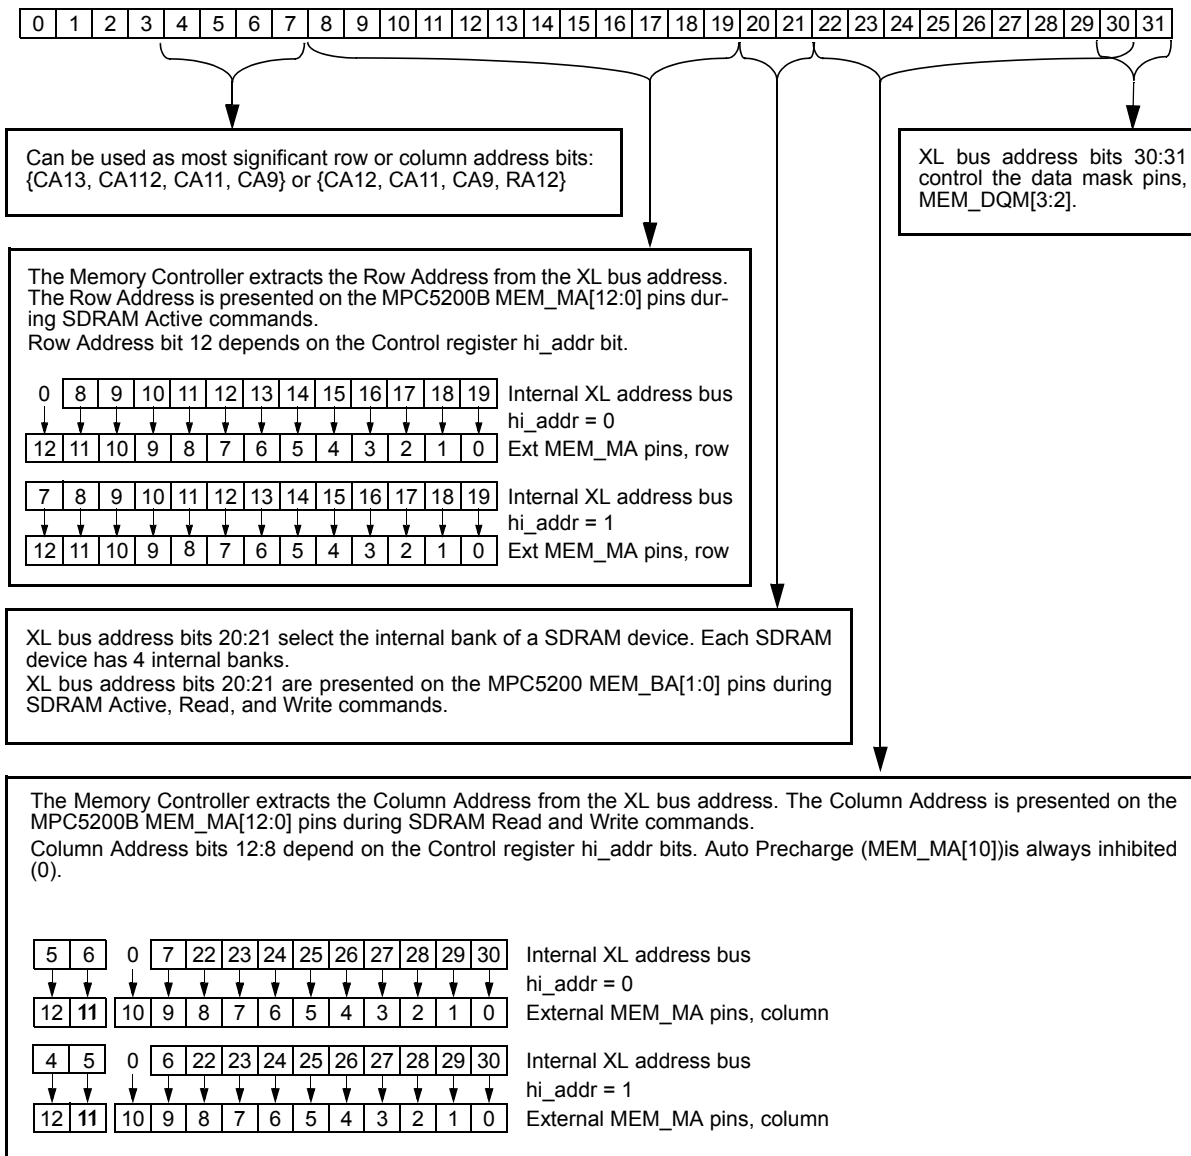 0 1 2 3 4 5 6 7 8 9 10 11 12 13 14 15 16 17 18 19 20 21 22 23 24 25 26 27 28 29 30 31
Can be used as most significant row or column address bits:
{CA13, CA112, CA11, CA9} or {CA12, CA11, CA9, RA12}
XL bus address bits 30:31
control the data mask pins,
MEM_DQM[3:2].
The Memory Controller extracts the Row Address from the XL bus address.
The Row Address is presented on the MPC5200B MEM_MA[12:0] pins dur-
ing SDRAM Active commands.
Row Address bit 12 depends on the Control register hi_addr bit.
0 8 9 10 11 12 13 14 15 16 17 18 19 Internal XL address bus
hi_addr = 0
12 11 10 9 8 7 6 5 4 3 2 1 0 Ext MEM_MA pins, row
7 8 9 10 11 12 13 14 15 16 17 18 19 Internal XL address bus
hi_addr = 1
12 11 10 9 8 7 6 5 4 3 2 1 0 Ext MEM_MA pins, row
XL bus address bits 20:21 select the internal bank of a SDRAM device. Each SDRAM
device has 4 internal banks.
XL bus address bits 20:21 are presented on the MPC5200 MEM_BA[1:0] pins during
SDRAM Active, Read, and Write commands.
The Memory Controller extracts the Column Address from the XL bus address. The Column Address is presented on the
MPC5200B MEM_MA[12:0] pins during SDRAM Read and Write commands.
Column Address bits 12:8 depend on the Control register hi_addr bits. Auto Precharge (MEM_MA[10])is always inhibited
(0).
5 6 0 7 22 23 24 25 26 27 28 29 30 Internal XL address bus
hi_addr = 0
12 11 10 9 8 7 6 5 4 3 2 1 0 External MEM_MA pins, column
4 5 0 6 22 23 24 25 26 27 28 29 30 Internal XL address bus
hi_addr = 1
12 11 10 9 8 7 6 5 4 3 2 1 0 External MEM_MA pins, column